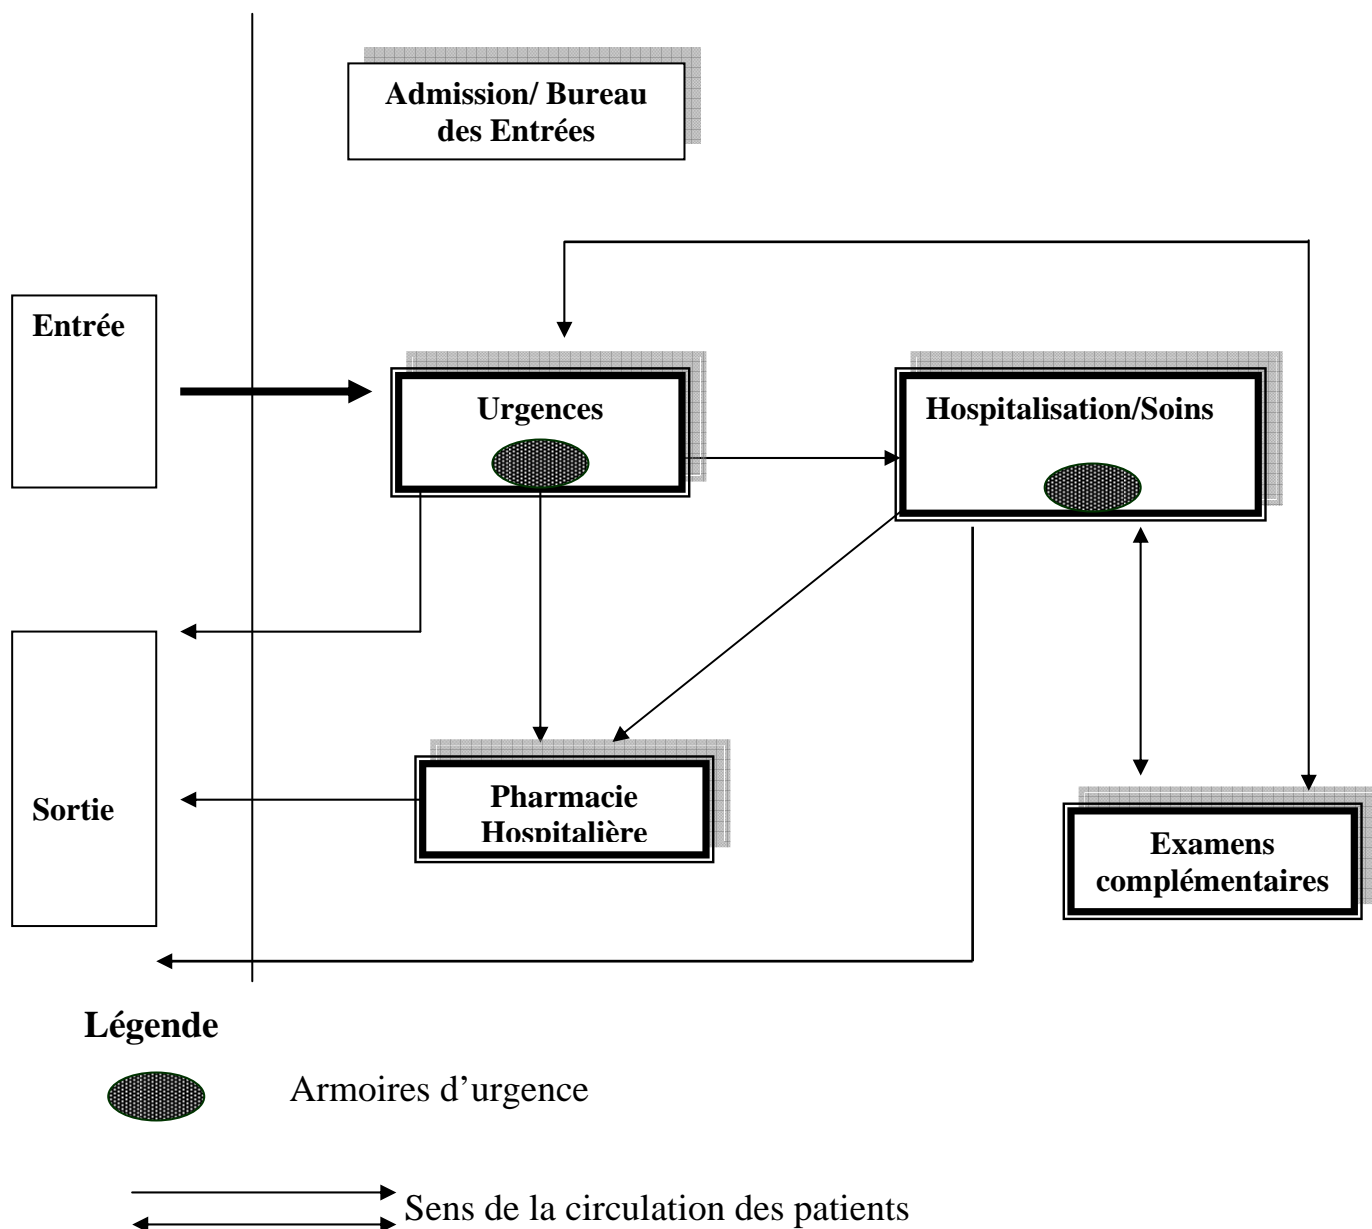 Admission/ Bureau
des Entrées
Entrée
Urgences
Hospitalisation/Soins
Sortie
Pharmacie
Hospitalière
Examens
complémentaires
Légende
Armoires d’urgence
Sens de la circulation des patients